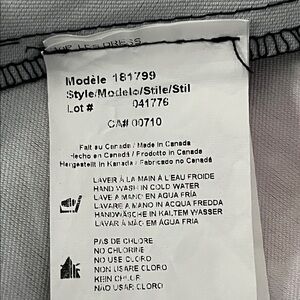 Modèle 181799
Style/Modelo/Stile/Stil
Lot # 041776
CA# 00710
Fait au Canada / Made in Canada
Hecho en Canadá / Prodotto in Canada
Hergestellt in Kanada / Fabricado no Canadá
LAVER À LA MAIN À L'EAU FROIDE
HAND WASH IN COLD WATER
LAVE A MANO EN AGUA FRIA
LAVARE A MANO IN ACQUA FREDDA
HANDWÄSCHE IN KALTEM WASSER
LAVAR À MÃO EM ÁGUA FRIA
PAS DE CHLORE
NO CHLORINE
NO USE CLORO
NON USARE CLORO
KEIN CHLOR
NÃO USAR CLORO